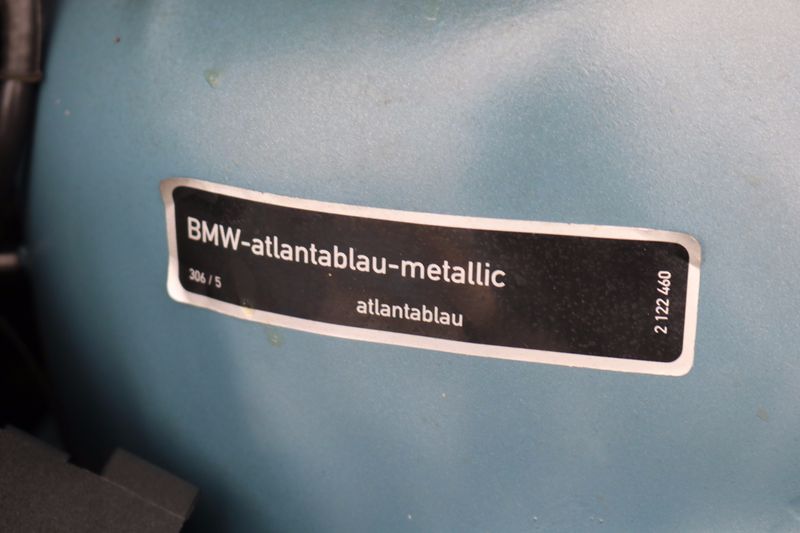 BMW-atlantablau-metallic
306 / 5
atlantablau
2 122 460